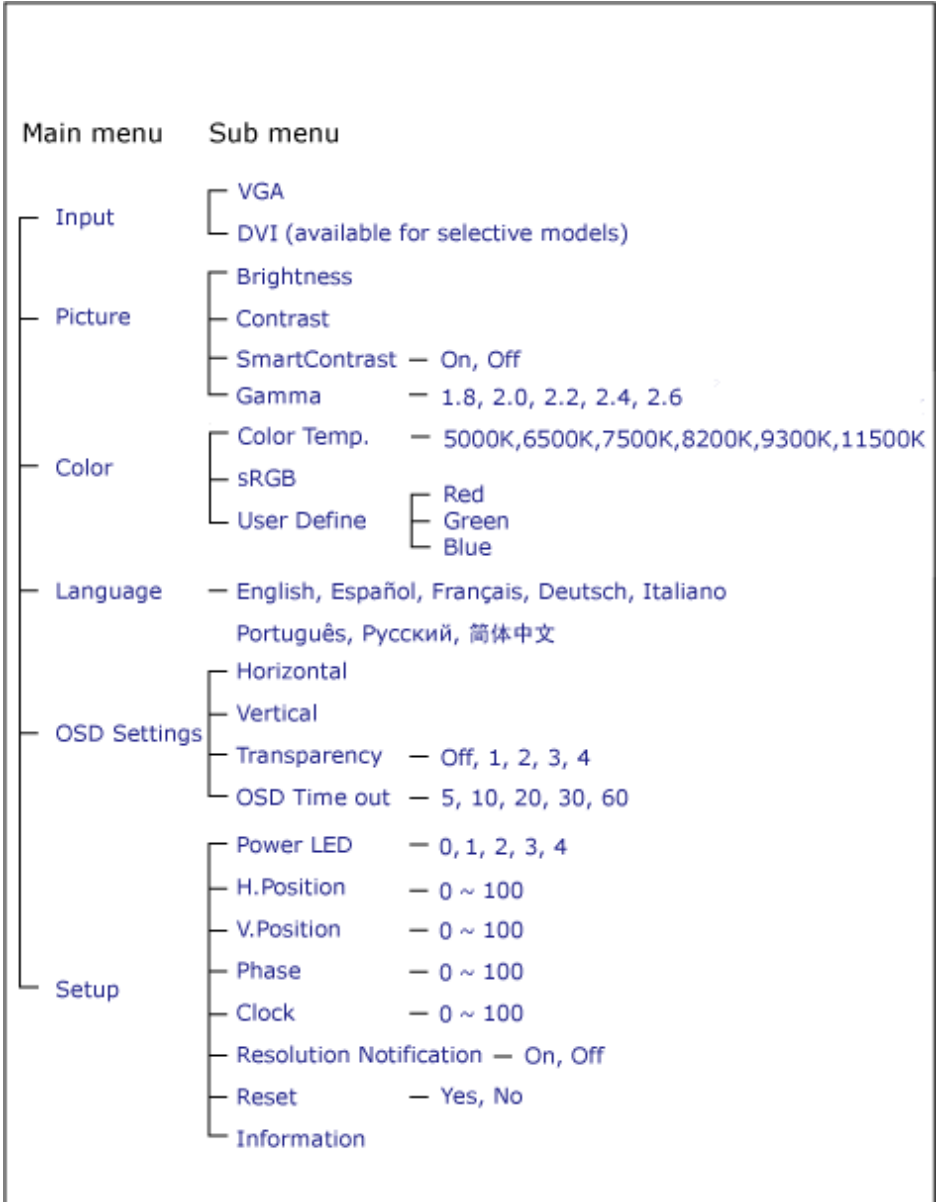 Main menu Sub menu
Input
VGA
DVI (available for selective models)
Picture
Brightness
Contrast
SmartContrast — On, Off
Gamma — 1.8, 2.0, 2.2, 2.4, 2.6
Color
Color Temp. — 5000K,6500K,7500K,8200K,9300K,11500K
sRGB
User Define
Red
Green
Blue
Language — English, Español, Français, Deutsch, Italiano
Português, Русский, 简体中文
OSD Settings
Horizontal
Vertical
Transparency — Off, 1, 2, 3, 4
OSD Time out — 5, 10, 20, 30, 60
Setup
Power LED — 0, 1, 2, 3, 4
H.Position — 0 ~ 100
V.Position — 0 ~ 100
Phase — 0 ~ 100
Clock — 0 ~ 100
Resolution Notification — On, Off
Reset — Yes, No
Information